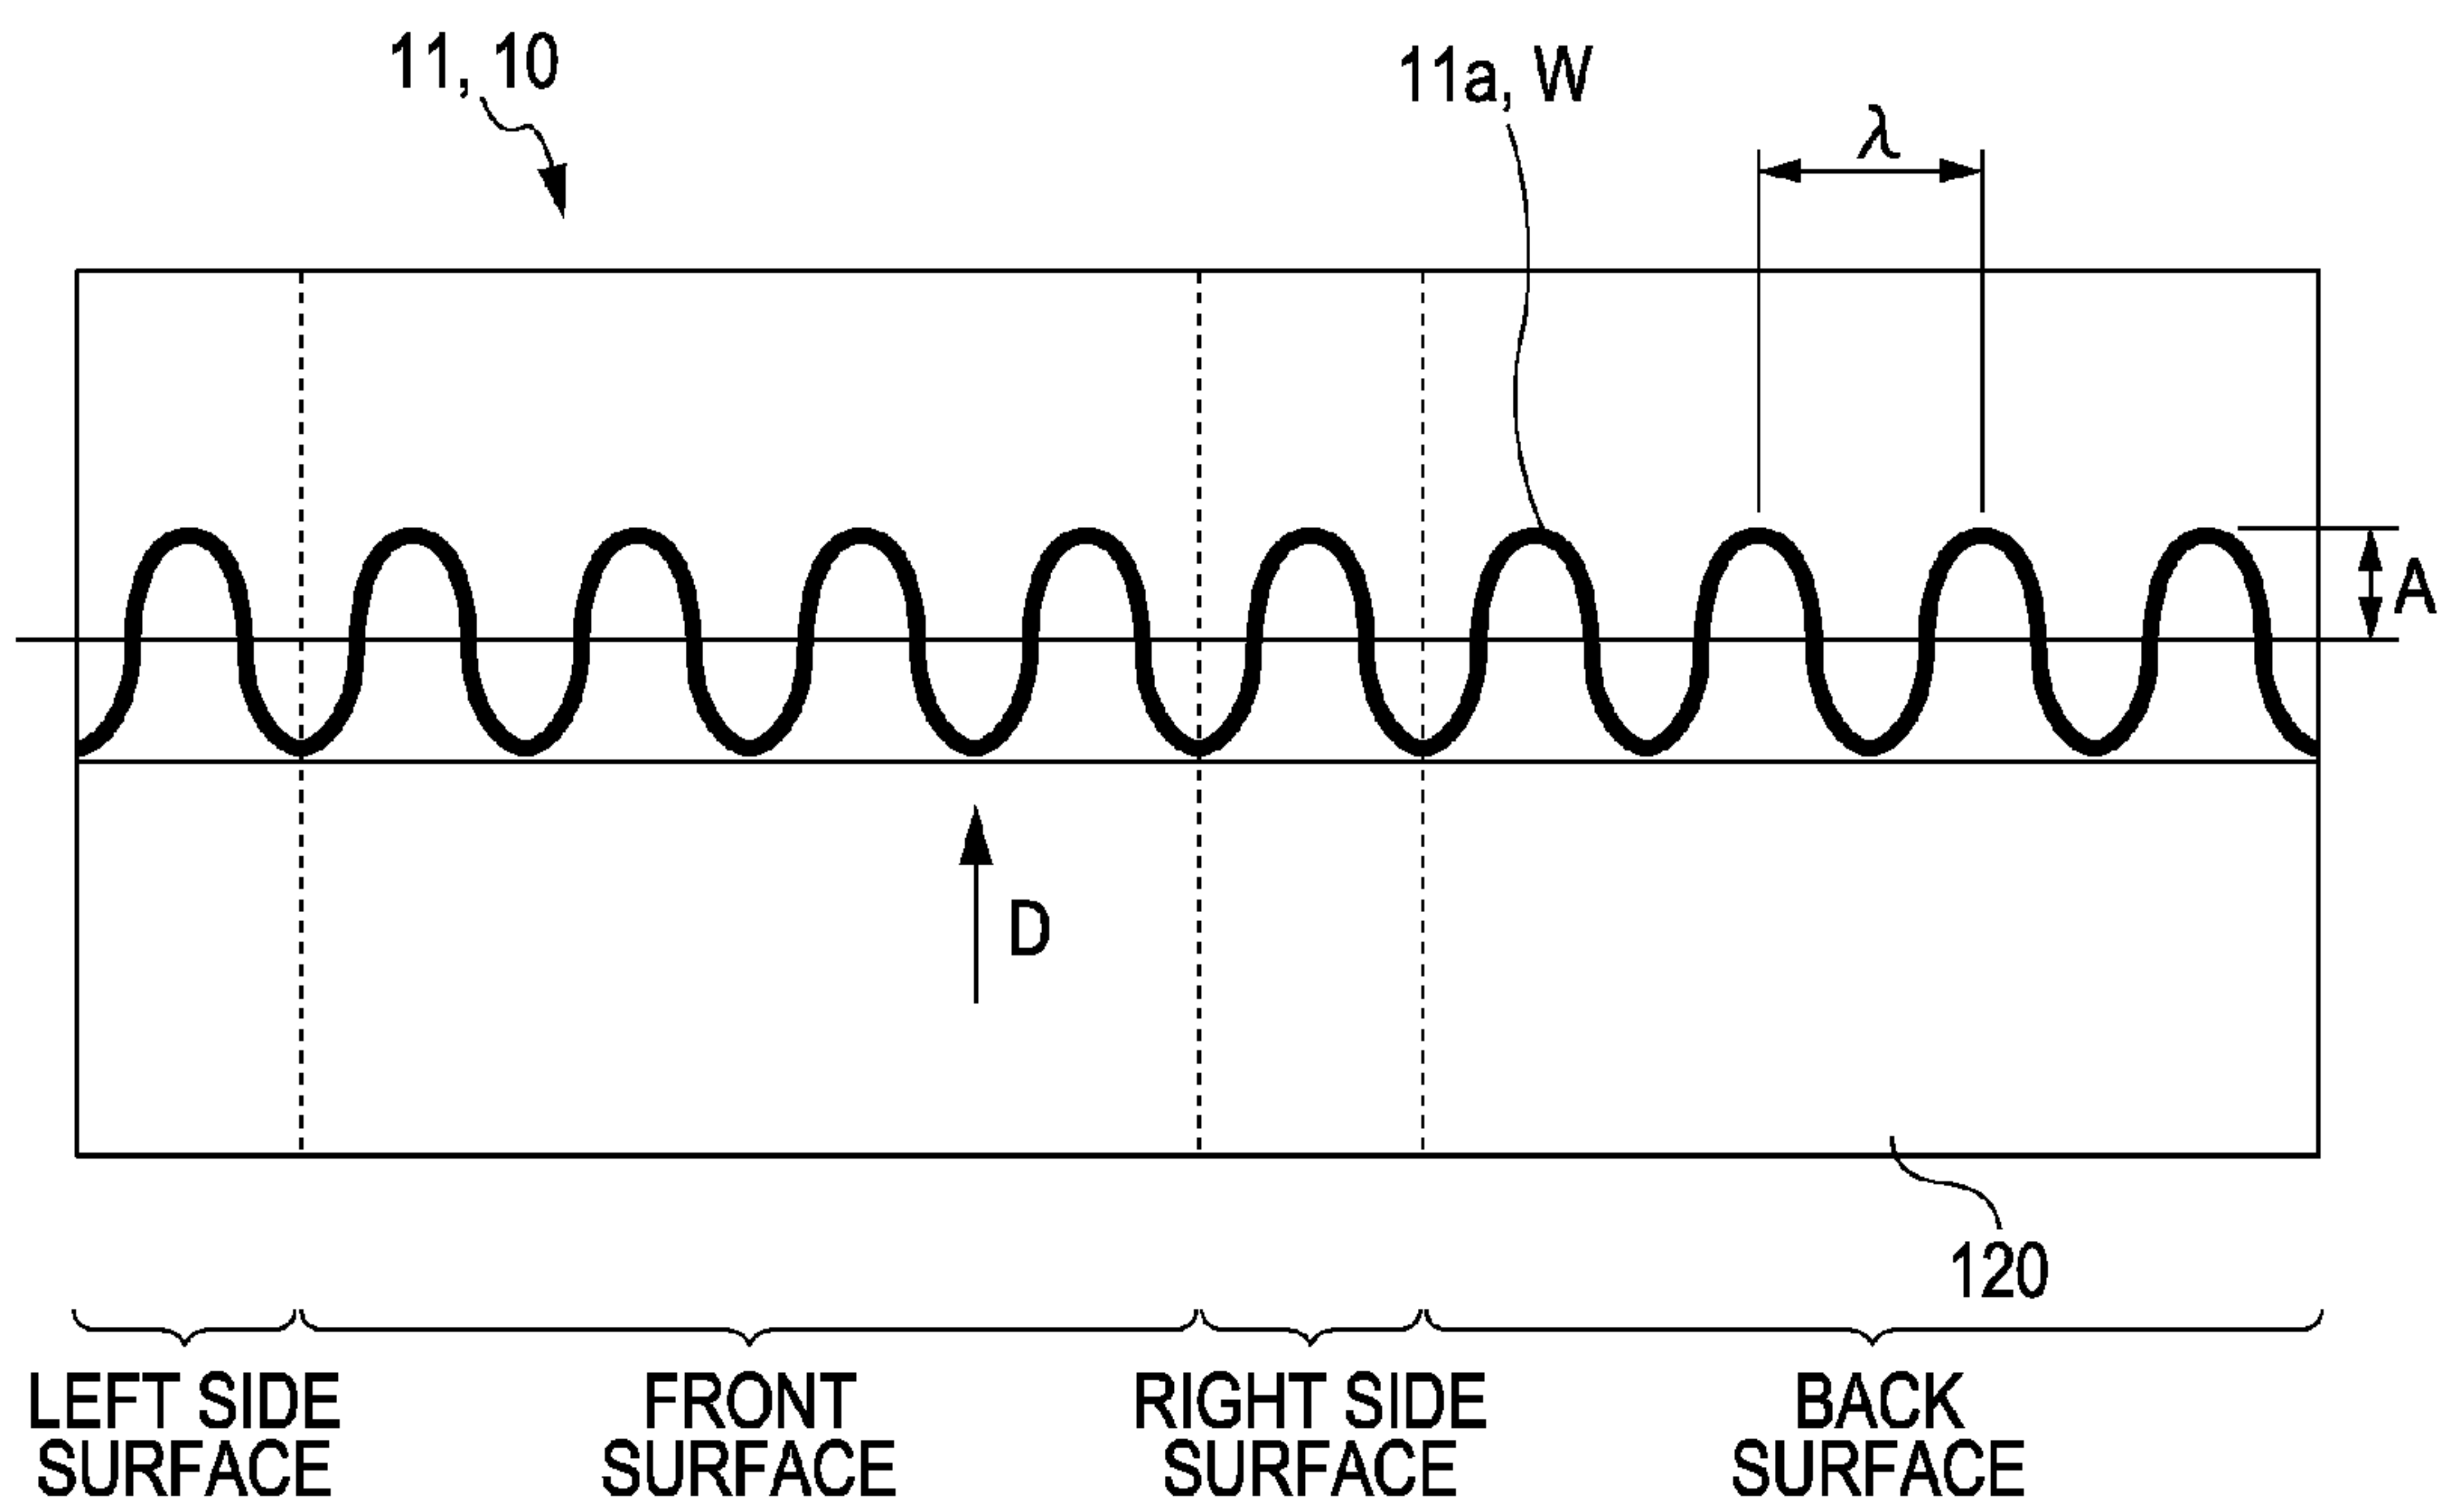 11, 10
11a, W
λ
A
D
120
LEFT SIDE
SURFACE
FRONT
SURFACE
RIGHT SIDE
SURFACE
BACK
SURFACE